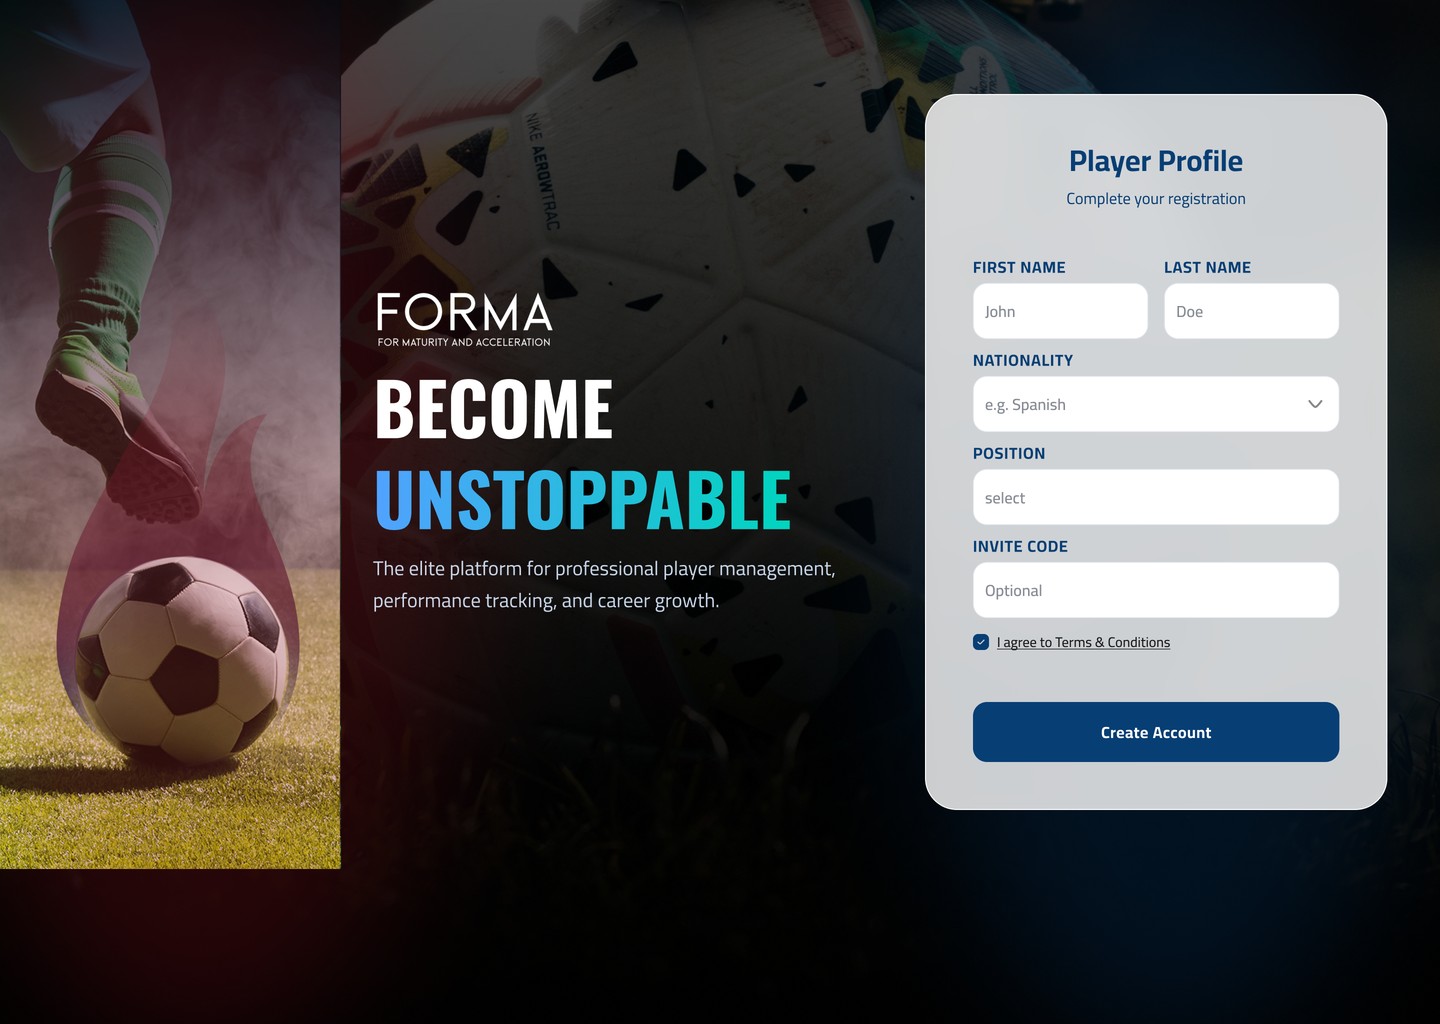 NIKE AEROWTRAC
FORMA
FOR MATURITY AND ACCELERATION
BECOME
UNSTOPPABLE
The elite platform for professional player management,
performance tracking, and career growth.
Player Profile
Complete your registration
FIRST NAME
LAST NAME
John
Doe
NATIONALITY
e.g. Spanish
POSITION
select
INVITE CODE
Optional
I agree to Terms & Conditions
Create Account